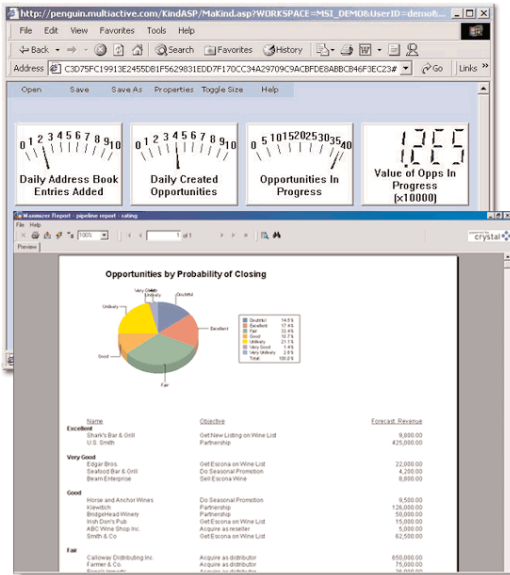 http://penguin.multiactive.com/KindASP/MaKind.asp?WORKSPACE=MSI_DEMO&UserID=demo&...
File Edit View Favorites Tools Help
Back Search Favorites History
Address C3D75FC19913E2455DB1F5629831EDD7F170CC34A29709C9ACBFDE8ABBCB46F3EC23# Go Links »
Open Save Save As Properties Toggle Size Help
0 1 2 3 4 5 6 7 8 9 10
Daily Address Book
Entries Added
0 1 2 3 4 5 6 7 8 9 10
Daily Created
Opportunities
0 5 10 15 20 25 30 35 40
Opportunities In
Progress
Value of Opps In
Progress
(x10000)
Maximizer Report - pipeline report - rating
File Help
100% 1 of 1
crystal
Preview
Opportunities by Probability of Closing
Very Good
Unlikely
Doubtful
Unlikely
Excellent
Good
Fair
Doubtful 14.5%
Excellent 17.4%
Fair 32.4%
Good 10.7%
Unlikely 21.1%
Very Good 1.4%
Very Unlikely 2.5%
Total: 100.0%
Name Objective Forecast Revenue
Excellent
Shark's Bar & Grill Get New Listing on Wine List 9,000.00
U.S. Smith Partnership 425,000.00
Very Good
Edgar Bros. Get Escona on Wine List 22,000.00
Seafood Bar & Grill Do Seasonal Promotion 4,200.00
Beam Enterprise Sell Escona Wine 8,000.00
Good
Horse and Anchor Wines Do Seasonal Promotion 9,500.00
Klewitch Partnership 128,000.00
BridgeHead Winery Partnership 50,000.00
Irish Don's Pub Get Escona on Wine List 15,000.00
ABC Wine Shop Inc. Acquire as reseller 5,000.00
Smith & Co Get Escona on Wine List 62,500.00
Fair
Calloway Distributing Inc. Acquire as distributor 650,000.00
Farmer & Co. Acquire as distributor 75,000.00